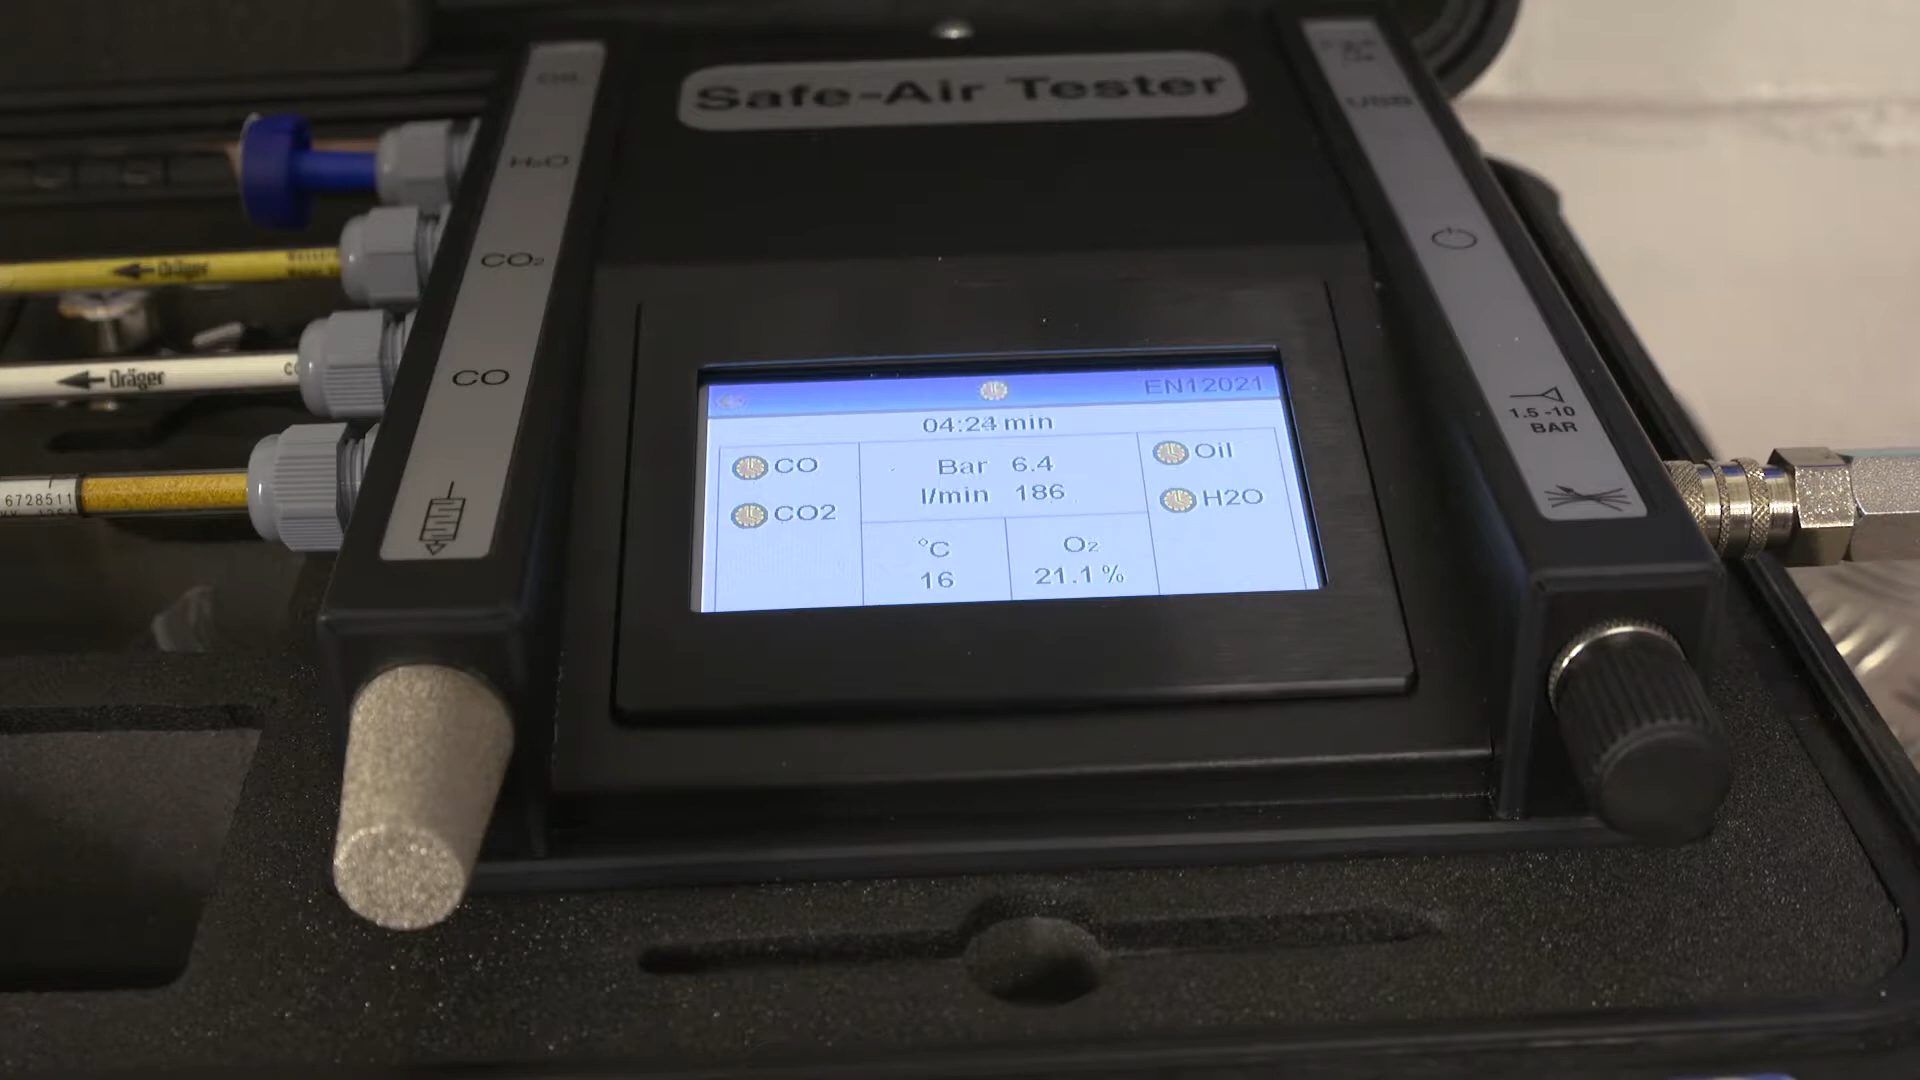 Safe-Air Tester
USB
H₂O
CO₂
Dräger
CO
Dräger
6728511
1.5 -10
BAR
EN12021
04:24 min
CO
CO2
Bar 6.4
l/min 186
°C
16
O₂
21.1 %
Oil
H2O